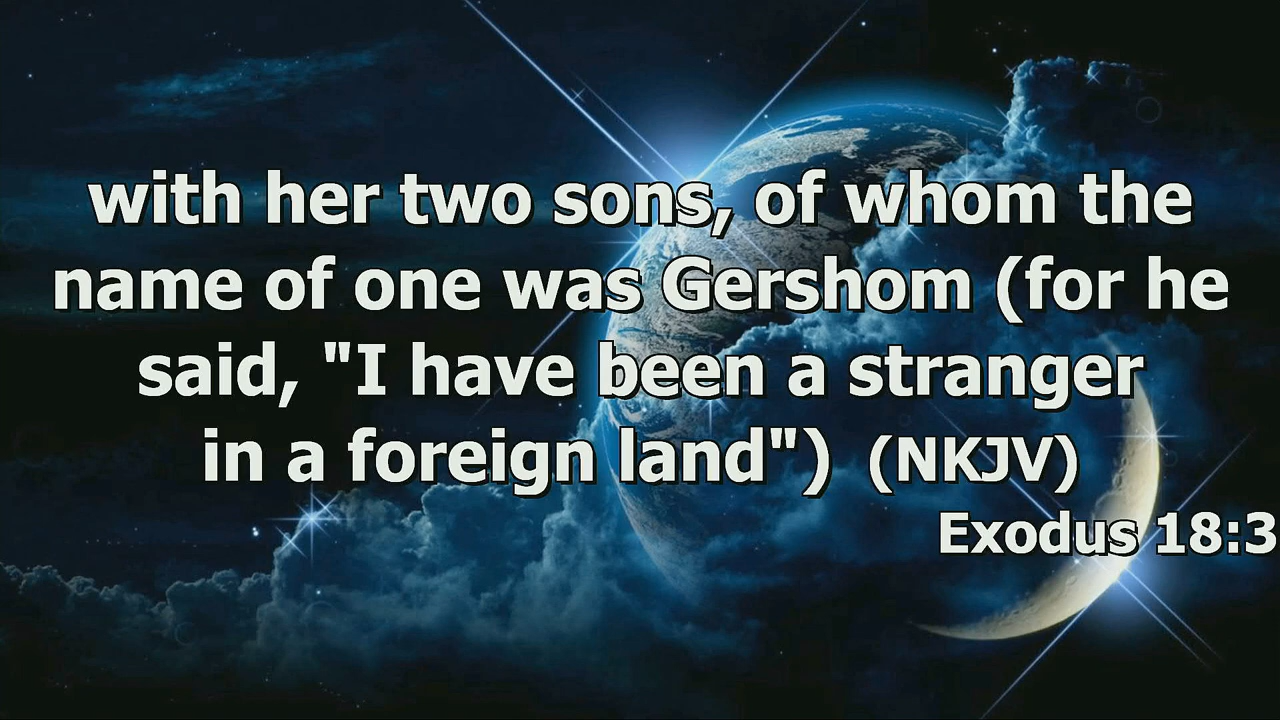 with her two sons, of whom the
name of one was Gershom (for he
said, "I have been a stranger
in a foreign land") (NKJV)
Exodus 18:3